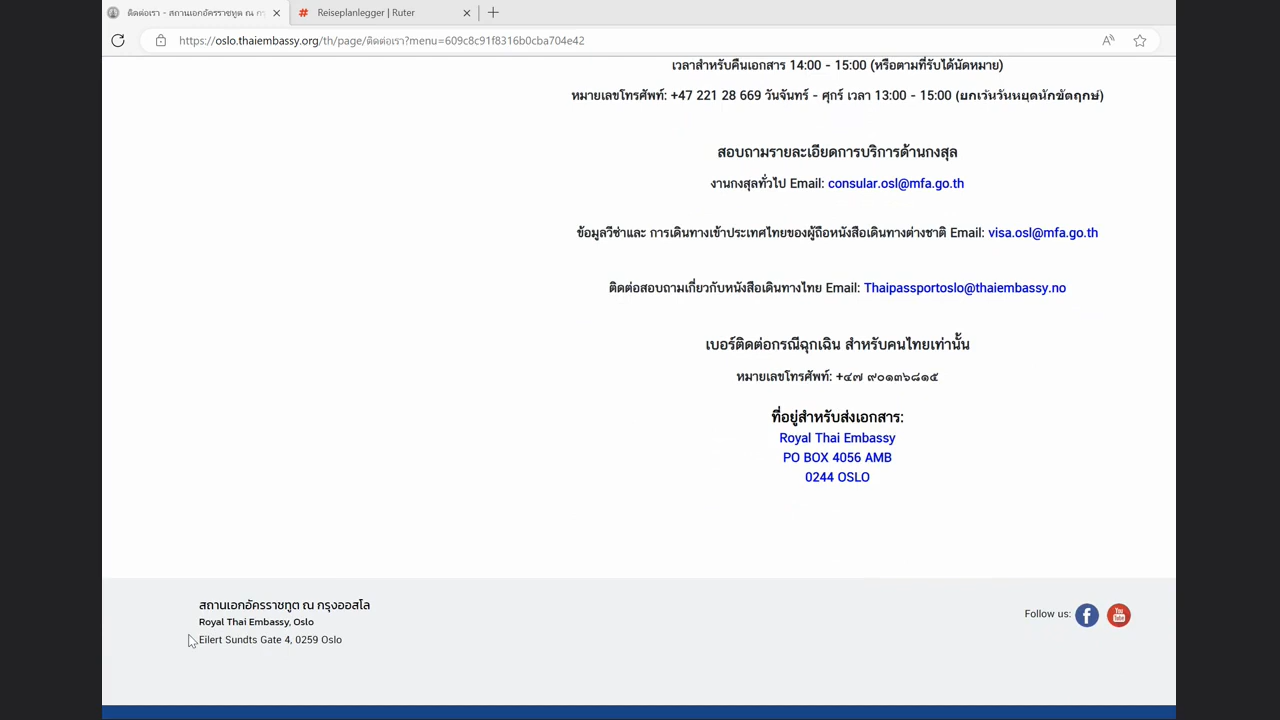 ติดต่อเรา - สถานเอกอัครราชทูต ณ ก
Reiseplanlegger | Ruter
https://oslo.thaiembassy.org/th/page/ติดต่อเรา?menu=609c8c91f8316b0cba704e42
เวลาสำหรับคืนเอกสาร 14:00 - 15:00 (หรือตามที่รับได้นัดหมาย)
หมายเลขโทรศัพท์: +47 221 28 669 วันจันทร์ - ศุกร์ เวลา 13:00 - 15:00 (ยกเว้นวันหยุดนักขัตฤกษ์)
สอบถามรายละเอียดการบริการด้านกงสุล
งานกงสุลทั่วไป Email: consular.osl@mfa.go.th
ข้อมูลวีซ่าและ การเดินทางเข้าประเทศไทยของผู้ถือหนังสือเดินทางต่างชาติ Email: visa.osl@mfa.go.th
ติดต่อสอบถามเกี่ยวกับหนังสือเดินทางไทย Email: Thaipassportoslo@thaiembassy.no
เบอร์ติดต่อกรณีฉุกเฉิน สำหรับคนไทยเท่านั้น
หมายเลขโทรศัพท์: +๔๗ ๙๐๑๓๖๘๑๕
ที่อยู่สำหรับส่งเอกสาร:
Royal Thai Embassy
PO BOX 4056 AMB
0244 OSLO
สถานเอกอัครราชทูต ณ กรุงออสโล
Royal Thai Embassy, Oslo
Eilert Sundts Gate 4, 0259 Oslo
Follow us:
You Tube